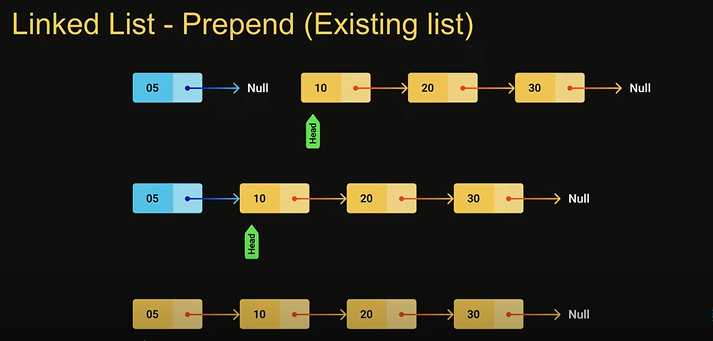 Linked List - Prepend (Existing list)
05 Null 10 20 30 Null
Head
05 10 20 30 Null
Head
05 10 20 30 Null